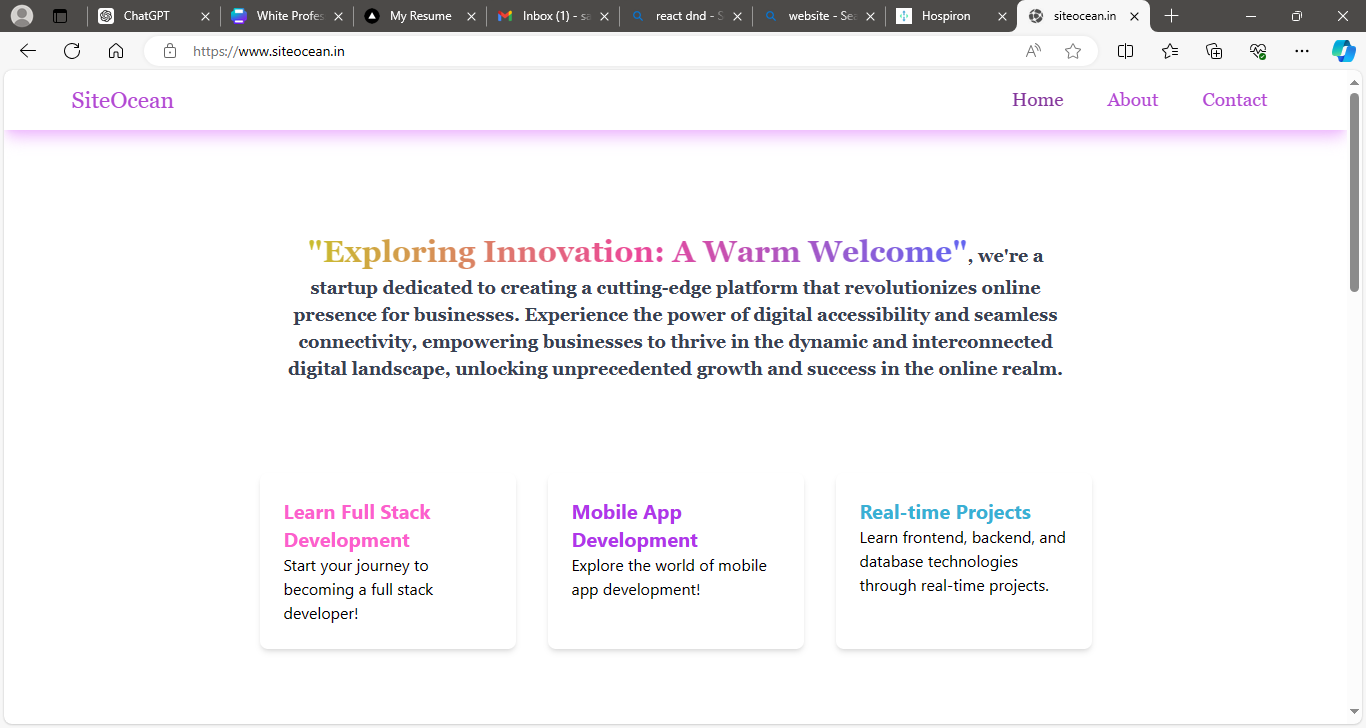 ChatGPT
White Profes
My Resume
Inbox (1) - sa
react dnd - S
website - Sea
Hospiron
siteocean.in
https://www.siteocean.in
SiteOcean
Home
About
Contact
"Exploring Innovation: A Warm Welcome", we're a
startup dedicated to creating a cutting-edge platform that revolutionizes online
presence for businesses. Experience the power of digital accessibility and seamless
connectivity, empowering businesses to thrive in the dynamic and interconnected
digital landscape, unlocking unprecedented growth and success in the online realm.
Learn Full Stack
Development
Start your journey to
becoming a full stack
developer!
Mobile App
Development
Explore the world of mobile
app development!
Real-time Projects
Learn frontend, backend, and
database technologies
through real-time projects.